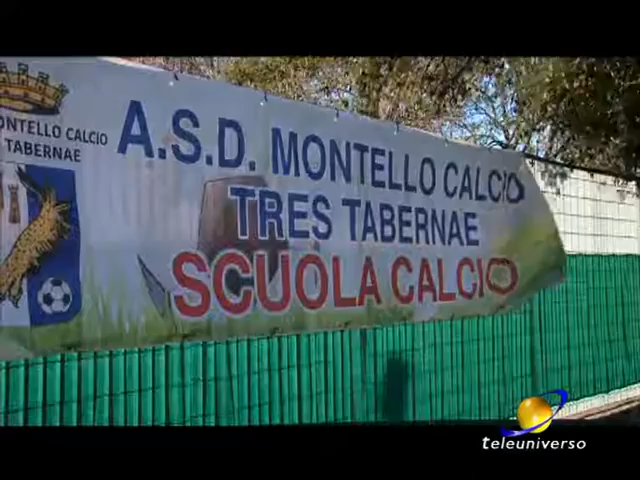 MONTELLO CALCIO
TABERNAE
A.S.D. MONTELLO CALCIO
TRES TABERNAE
SCUOLA CALCIO
teleuniverso